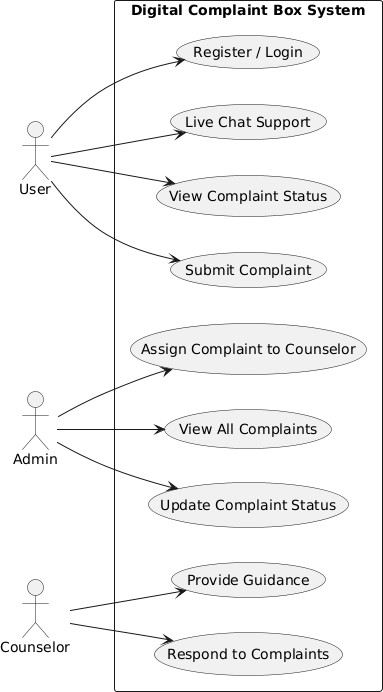 Digital Complaint Box System
Register / Login
Live Chat Support
User
View Complaint Status
Submit Complaint
Assign Complaint to Counselor
View All Complaints
Admin
Update Complaint Status
Provide Guidance
Counselor
Respond to Complaints